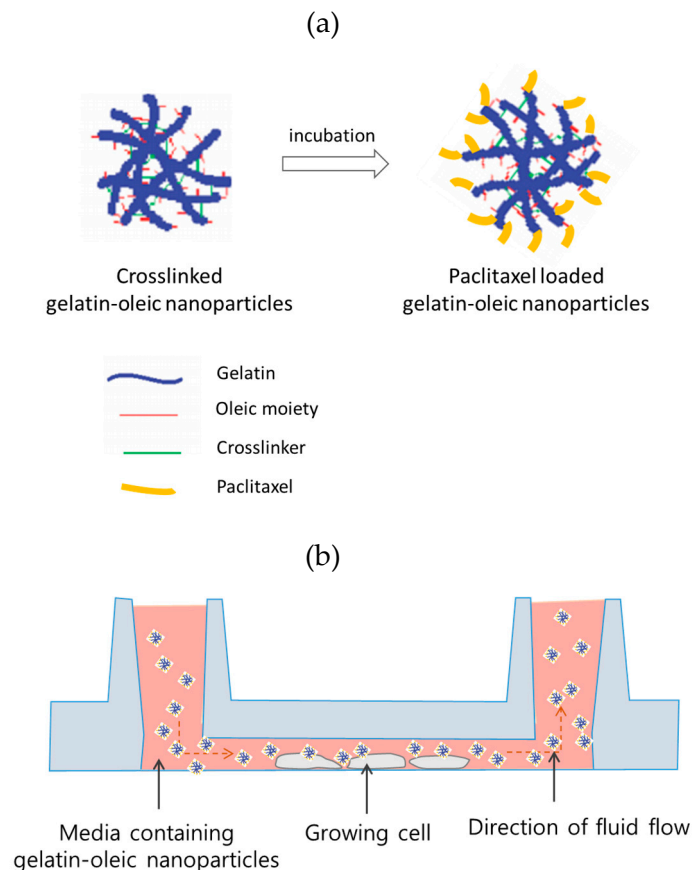 (a)
incubation
Crosslinked
gelatin-oleic nanoparticles
Paclitaxel loaded
gelatin-oleic nanoparticles
Gelatin
Oleic moiety
Crosslinker
Paclitaxel
(b)
Media containing
gelatin-oleic nanoparticles
Growing cell
Direction of fluid flow